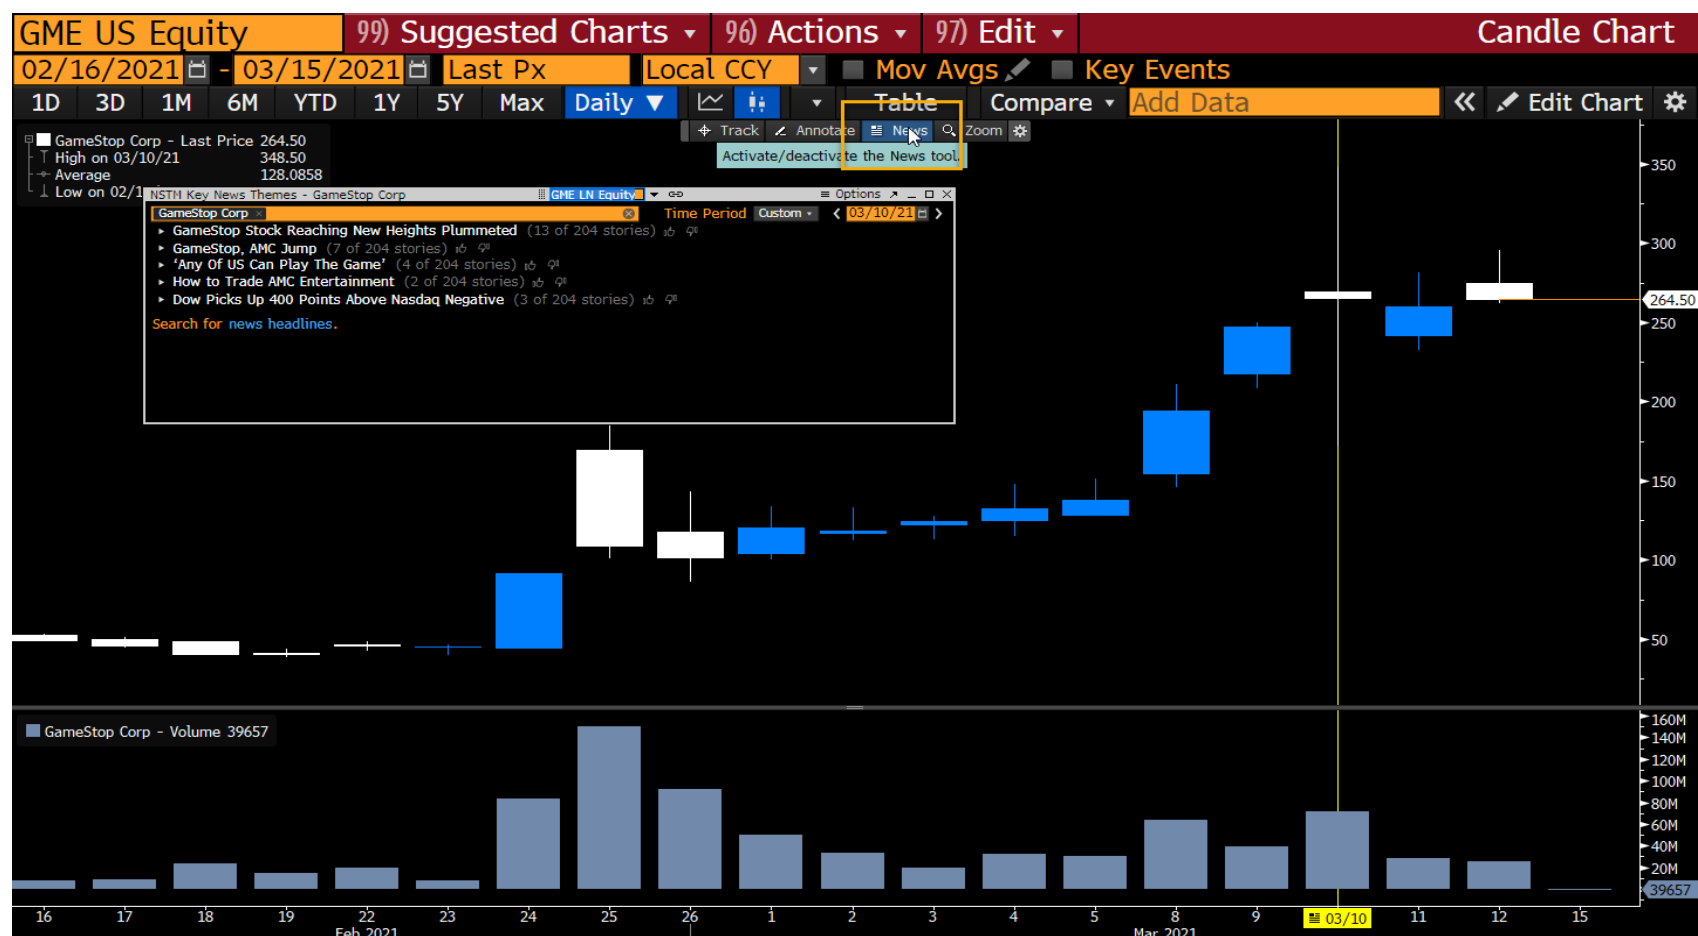 GME US Equity 99) Suggested Charts 96) Actions 97) Edit Candle Chart
02/16/2021 - 03/15/2021 Last Px Local CCY Mov Avgs Key Events
1D 3D 1M 6M YTD 1Y 5Y Max Daily ▼ Table Compare Add Data « Edit Chart
Track Annotate News Zoom
Activate/deactivate the News tool.
GameStop Corp - Last Price 264.50
High on 03/10/21 348.50
Average 128.0858
Low on 02/1
NSTM Key News Themes - GameStop Corp GME LN Equity Options
GameStop Corp × Time Period Custom 03/10/21
GameStop Stock Reaching New Heights Plummeted (13 of 204 stories)
GameStop, AMC Jump (7 of 204 stories)
‘Any Of US Can Play The Game’ (4 of 204 stories)
How to Trade AMC Entertainment (2 of 204 stories)
Dow Picks Up 400 Points Above Nasdaq Negative (3 of 204 stories)
Search for news headlines.
350
300
264.50
250
200
150
100
50
GameStop Corp - Volume 39657
160M
140M
120M
100M
80M
60M
40M
20M
39657
16 17 18 19 22 23 24 25 26 1 2 3 4 5 8 9 03/10 11 12 15
Feb 2021 Mar 2021